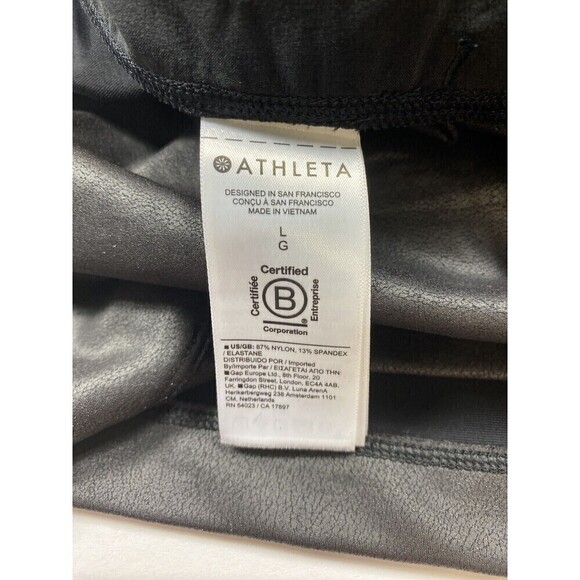 ATHLETA
DESIGNED IN SAN FRANCISCO
CONÇU À SAN FRANCISCO
MADE IN VIETNAM
L
G
Certified
Certifiée
B
Entreprise
®
Corporation
■ US/GB: 87% NYLON, 13% SPANDEX
/ ELASTANE
DISTRIBUIDO POR / Imported
By/Importe Par / ΕΙΣΑΓΕΤΑΙ ΑΠΟ ΤΗΝ
■ Gap Europe Ltd., 8th Floor, 20
Farringdon Street, London, EC4A 4AB,
UK, ■ Gap (RHC) B.V. Luna ArenA
Herikerbergweg 238 Amsterdam 1101
CM, Netherlands
RN 54023 / CA 17897